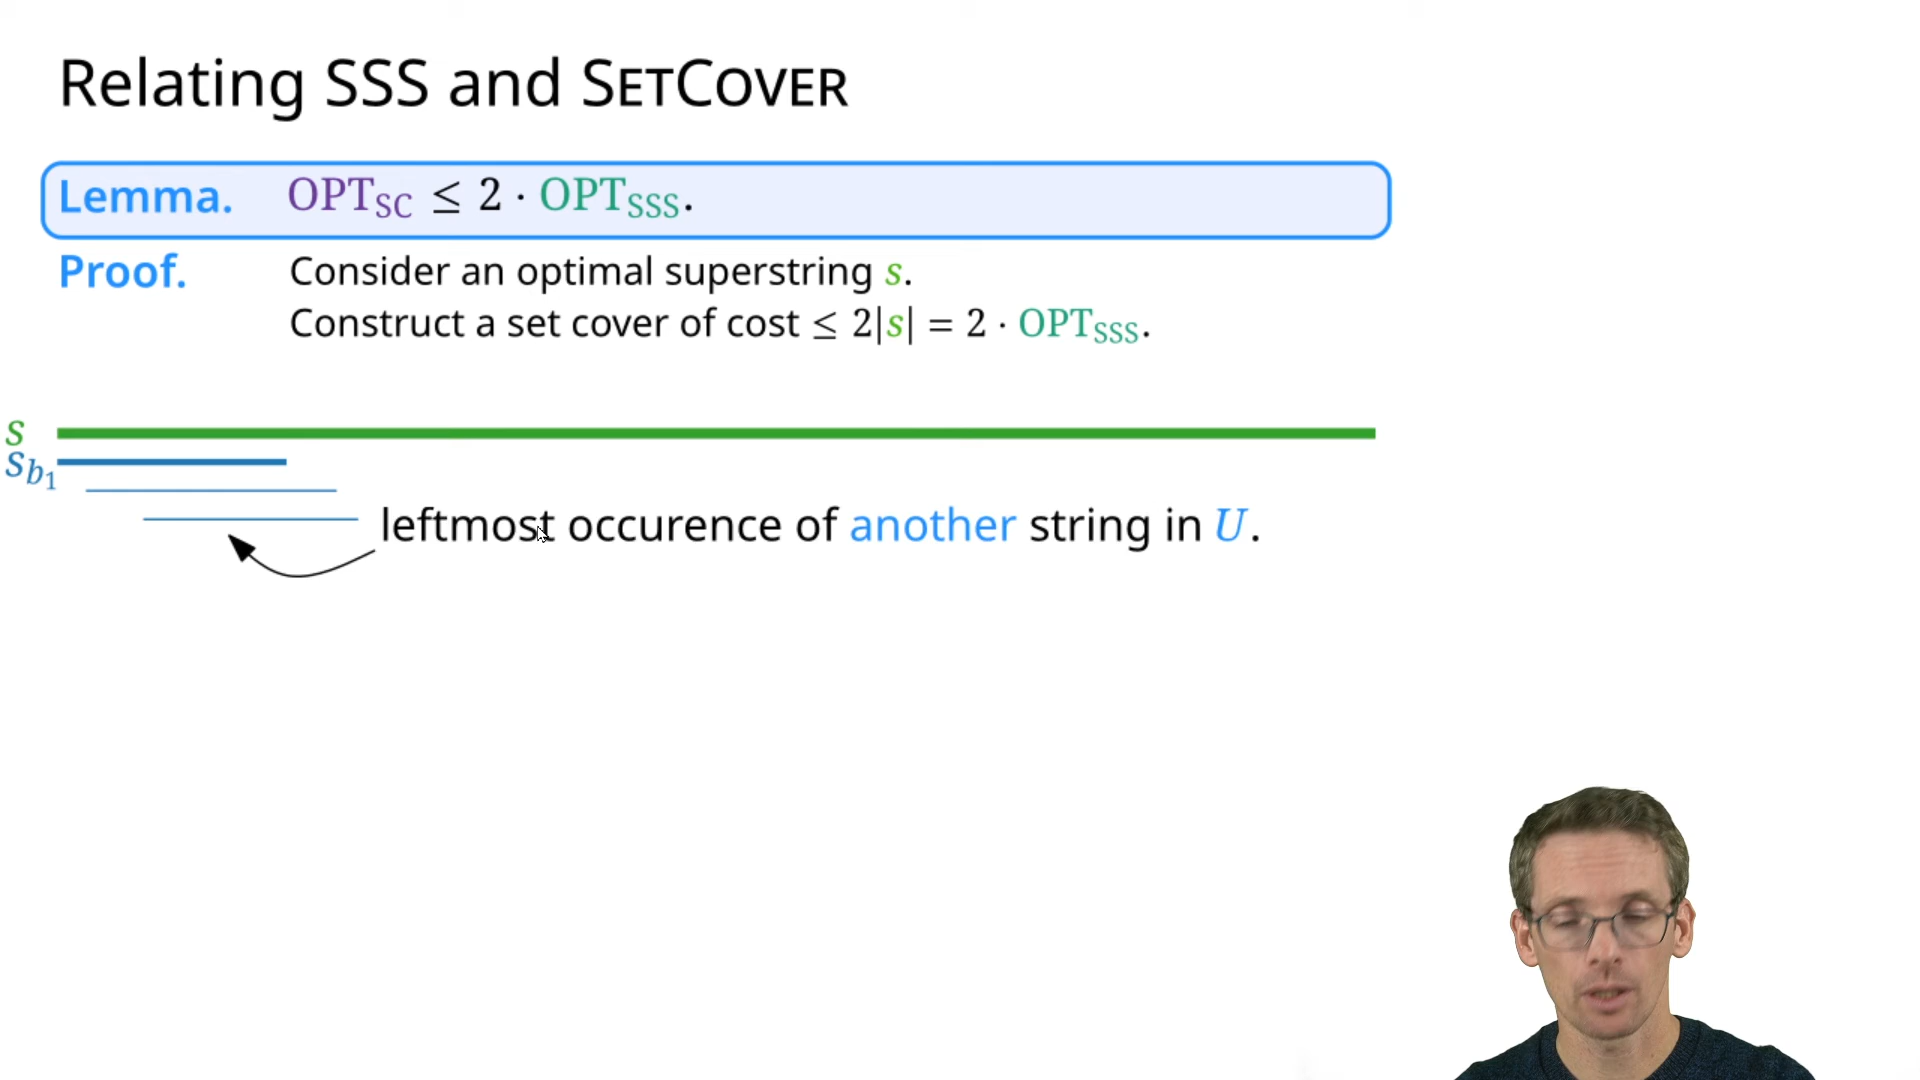 Relating SSS and SETCOVER
Lemma. OPT_SC ≤ 2 · OPT_SSS.
Proof. Consider an optimal superstring s.
Construct a set cover of cost ≤ 2|s| = 2 · OPT_SSS.
s
s_b₁
leftmost occurence of another string in U.